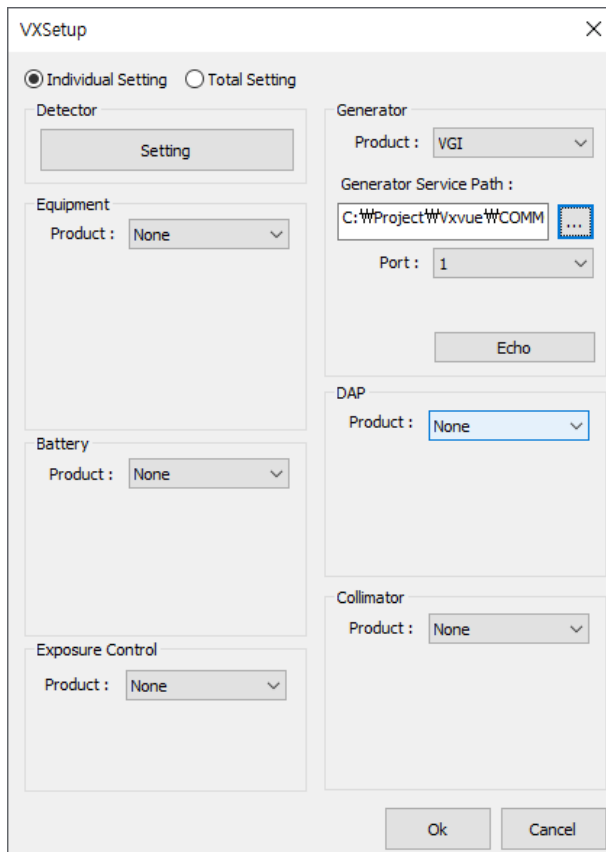 VXSetup
Individual Setting
Total Setting
Detector
Setting
Equipment
Product : None
Battery
Product : None
Exposure Control
Product : None
Generator
Product : VGI
Generator Service Path :
C:₩Project₩Vxvue₩COMM
...
Port : 1
Echo
DAP
Product : None
Collimator
Product : None
Ok
Cancel